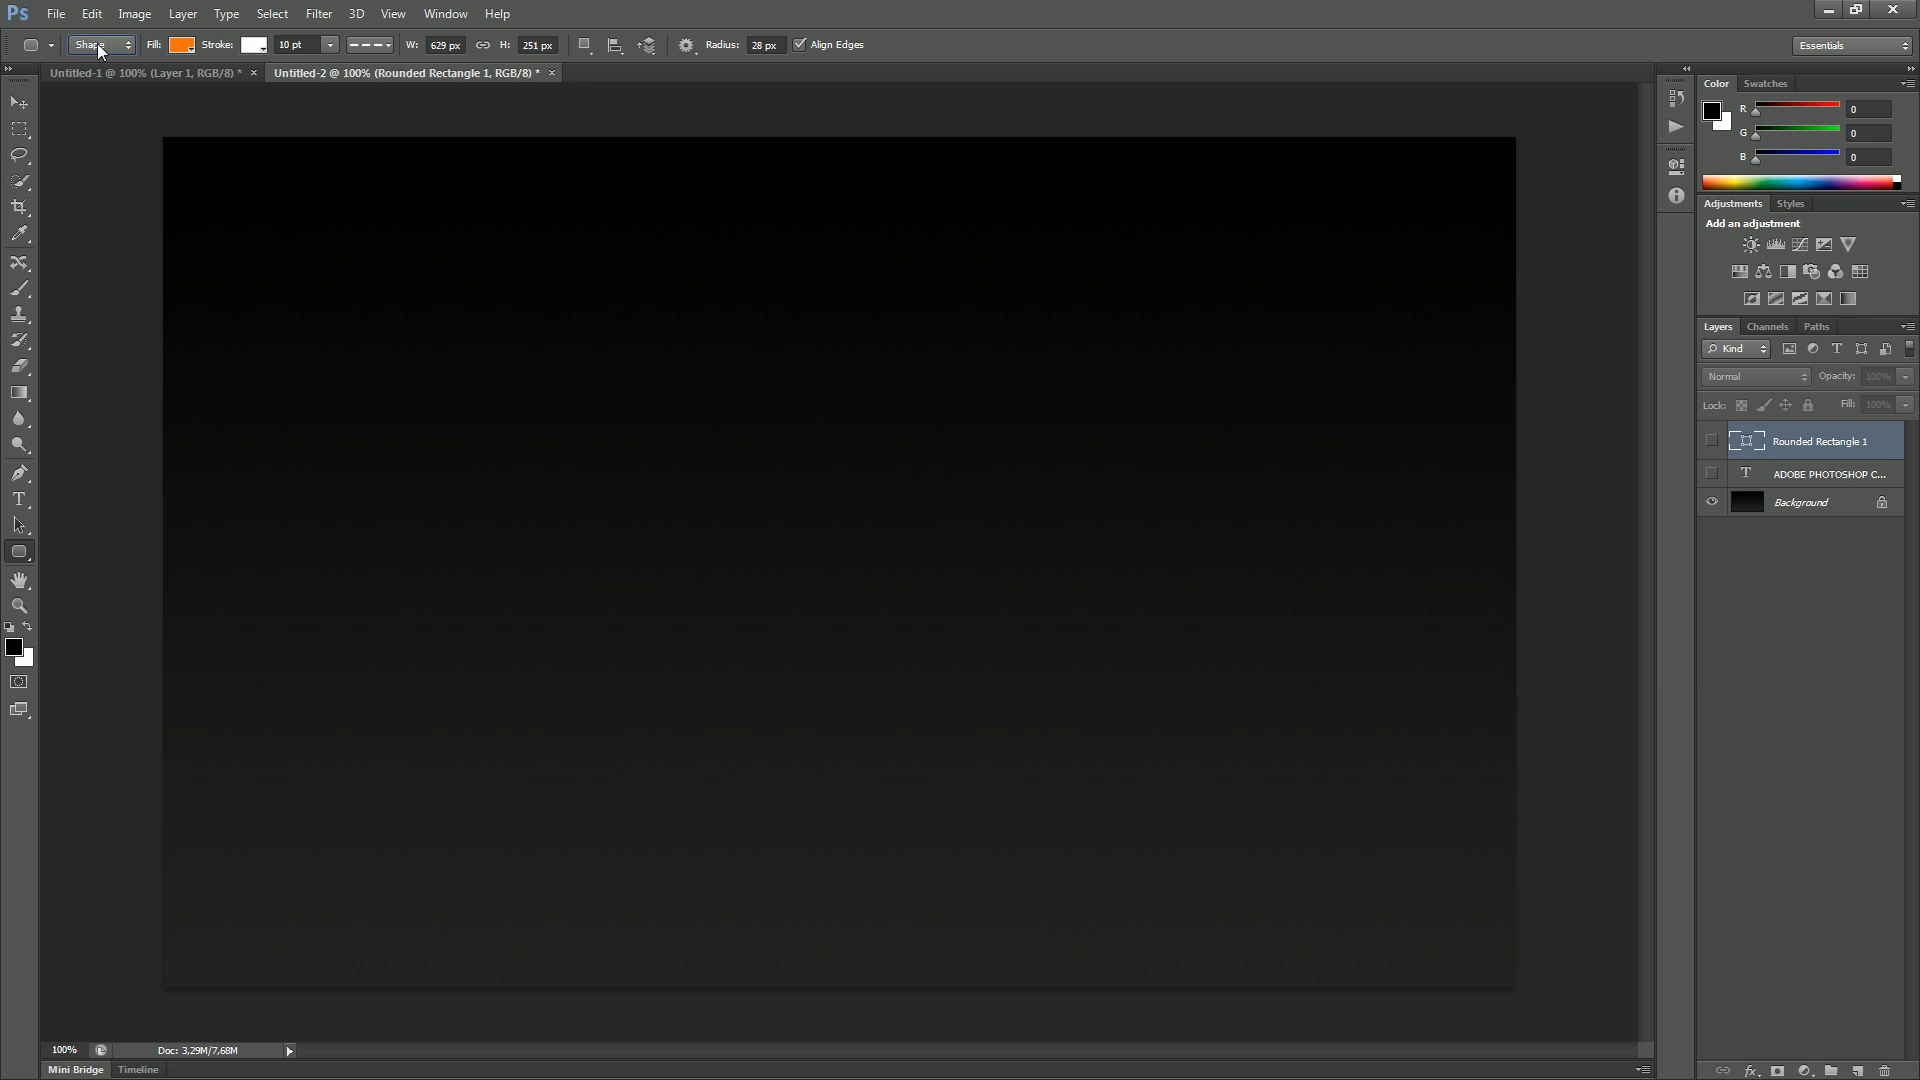 Ps File Edit Image Layer Type Select Filter 3D View Window Help
Shape Fill: Stroke: 10 pt W: 629 px H: 251 px Radius: 28 px Align Edges Essentials
Untitled-1 @ 100% (Layer 1, RGB/8) * × Untitled-2 @ 100% (Rounded Rectangle 1, RGB/8) * ×
Color Swatches
R 0
G 0
B 0
Adjustments Styles
Add an adjustment
Layers Channels Paths
Kind
Normal Opacity: 100%
Lock: Fill: 100%
Rounded Rectangle 1
T ADOBE PHOTOSHOP C...
Background
100% Doc: 3,29M/7,68M
Mini Bridge Timeline